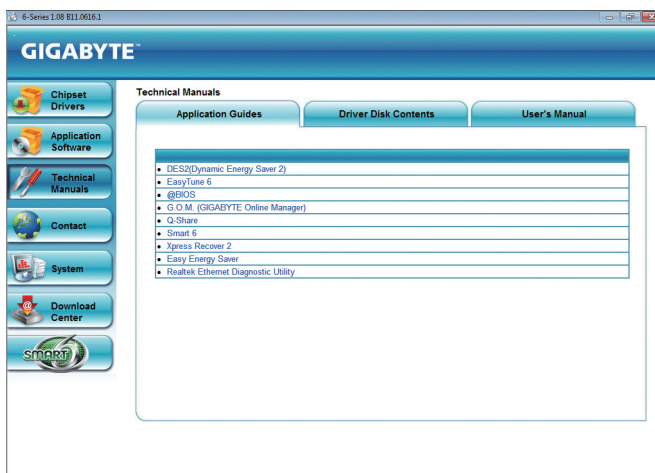 6-Series 1.08 B11.0616.1
GIGABYTE™
Chipset
Drivers
Application
Software
Technical
Manuals
Contact
System
Download
Center
SMART6
Technical Manuals
Application Guides
Driver Disk Contents
User's Manual
• DES2(Dynamic Energy Saver 2)
• EasyTune 6
• @BIOS
• G.O.M. (GIGABYTE Online Manager)
• Q-Share
• Smart 6
• Xpress Recover 2
• Easy Energy Saver
• Realtek Ethernet Diagnostic Utility